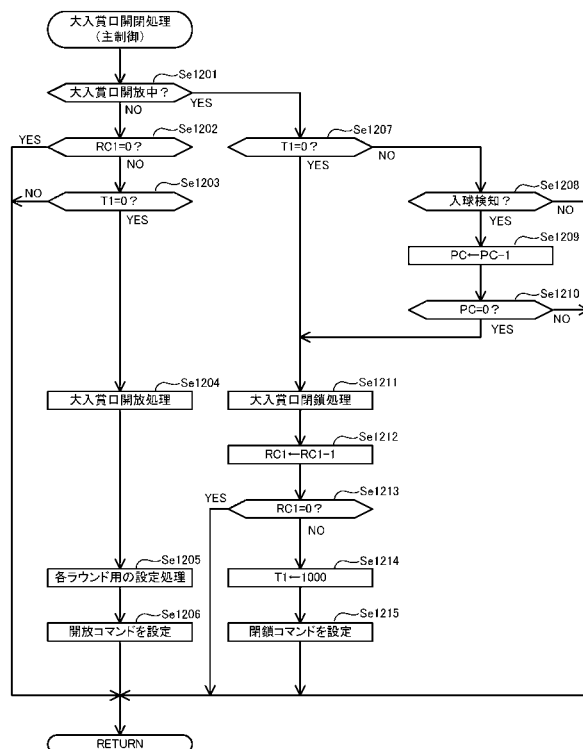 大入賞口開閉処理
(主制御)
Se1201
大入賞口開放中?
YES
NO
Se1202
YES
RC1=0?
NO
Se1203
NO
T1=0?
YES
Se1207
T1=0?
NO
YES
Se1208
入球検知?
NO
YES
Se1209
PC←PC-1
Se1210
PC=0?
NO
YES
Se1204
大入賞口開放処理
Se1211
大入賞口閉鎖処理
Se1212
RC1←RC1-1
Se1213
YES
RC1=0?
NO
Se1205
各ラウンド用の設定処理
Se1214
T1←1000
Se1206
開放コマンドを設定
Se1215
閉鎖コマンドを設定
RETURN